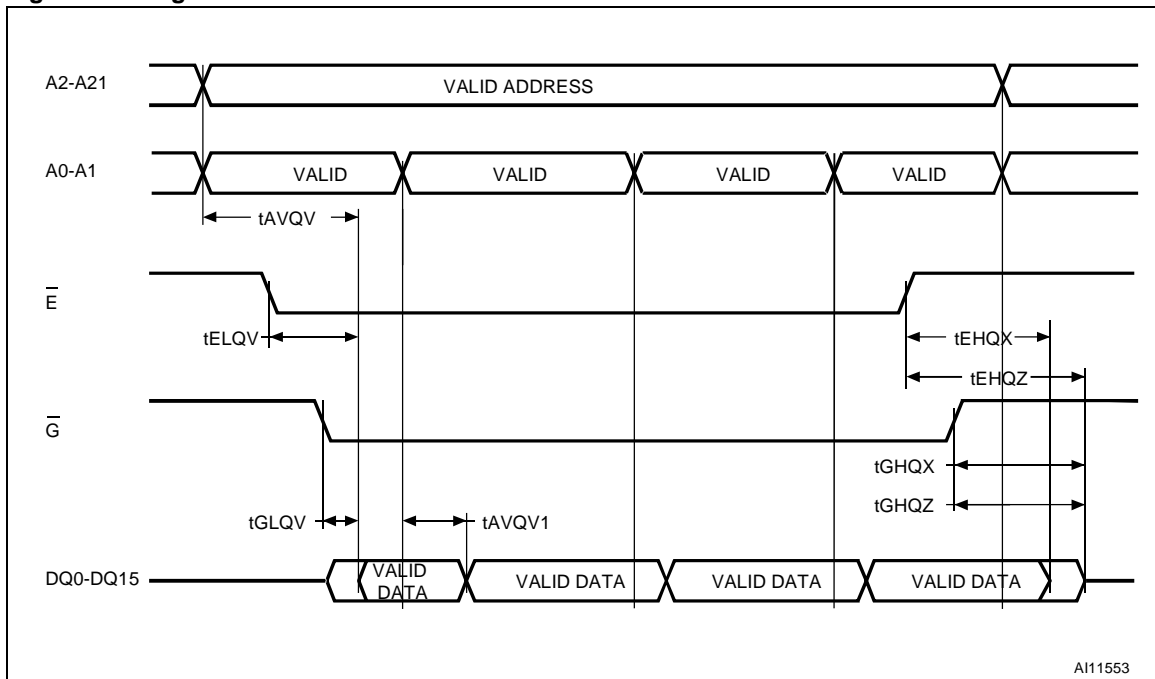 A2-A21
VALID ADDRESS
A0-A1
VALID VALID VALID VALID
tAVQV
E
tELQV
tEHQX
tEHQZ
G
tGHQX
tGHQZ
tGLQV
tAVQV1
DQ0-DQ15
VALID DATA
VALID DATA
VALID DATA
VALID DATA
AI11553